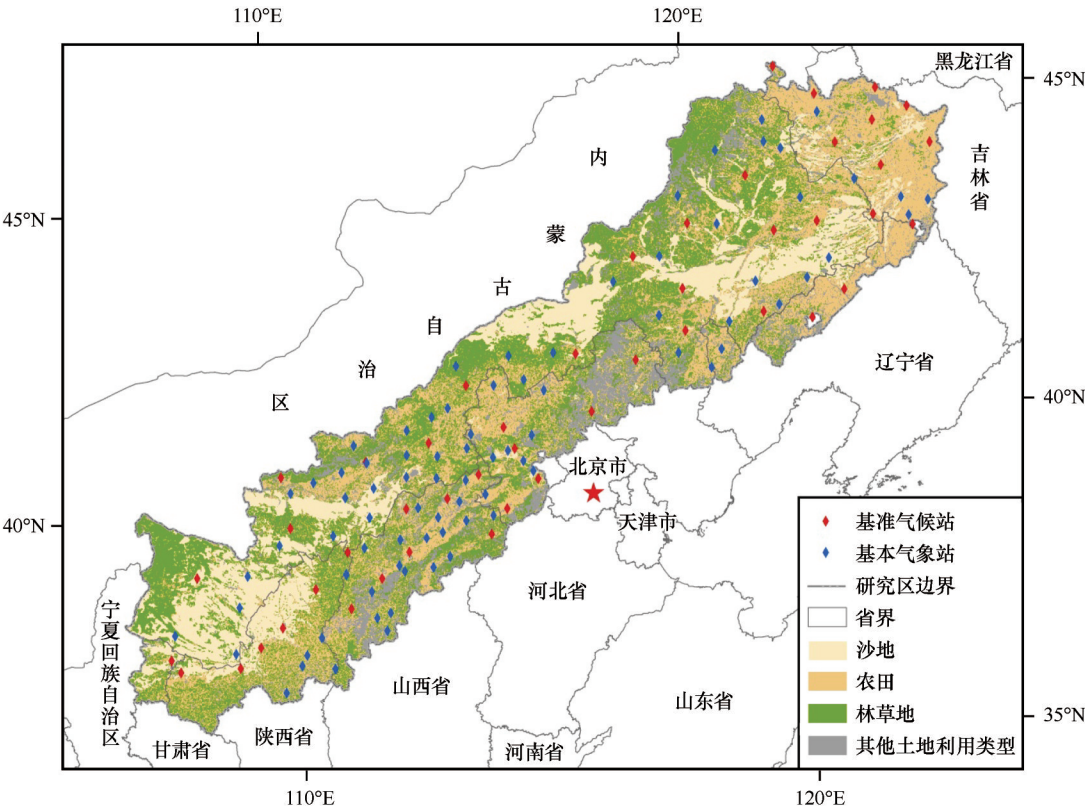 110°E
120°E
黑龙江省
45°N
内
吉林省
45°N
蒙
古
自
治
辽宁省
区
40°N
北京市
40°N
天津市
基准气候站
基本气象站
研究区边界
河北省
宁夏回族自治区
省界
沙地
农田
山西省
山东省
林草地
35°N
陕西省
甘肃省
河南省
其他土地利用类型
110°E
120°E